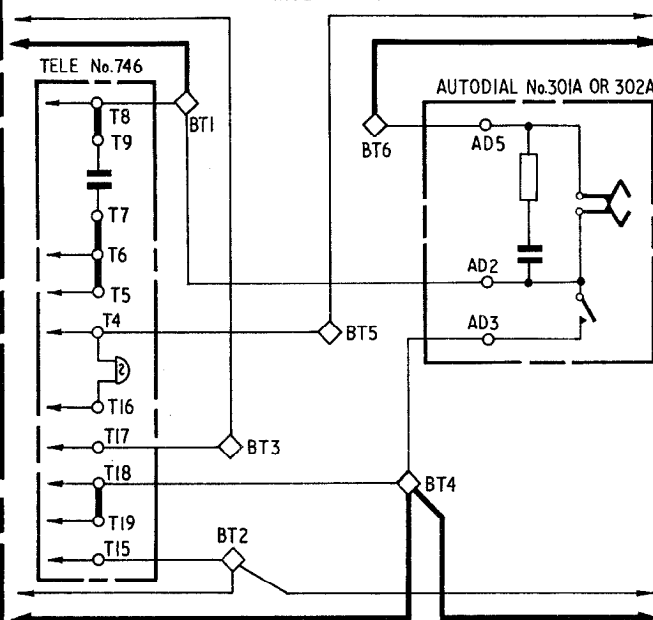 TELE No.746
AUTODIAL No.301A OR 302A
T8
BT1
T9
BT6
AD5
T7
T6
T5
AD2
T4
BT5
AD3
T16
T17
BT3
T18
BT4
T19
BT2
T15